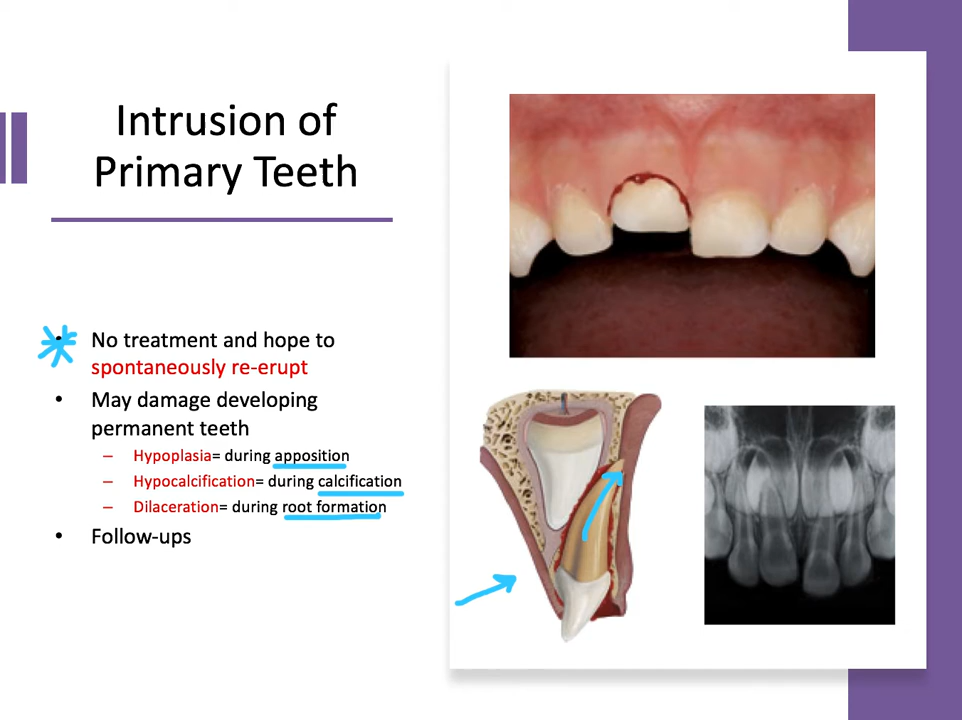 Intrusion of
Primary Teeth
• No treatment and hope to
spontaneously re-erupt
• May damage developing
permanent teeth
– Hypoplasia= during apposition
– Hypocalcification= during calcification
– Dilaceration= during root formation
• Follow-ups